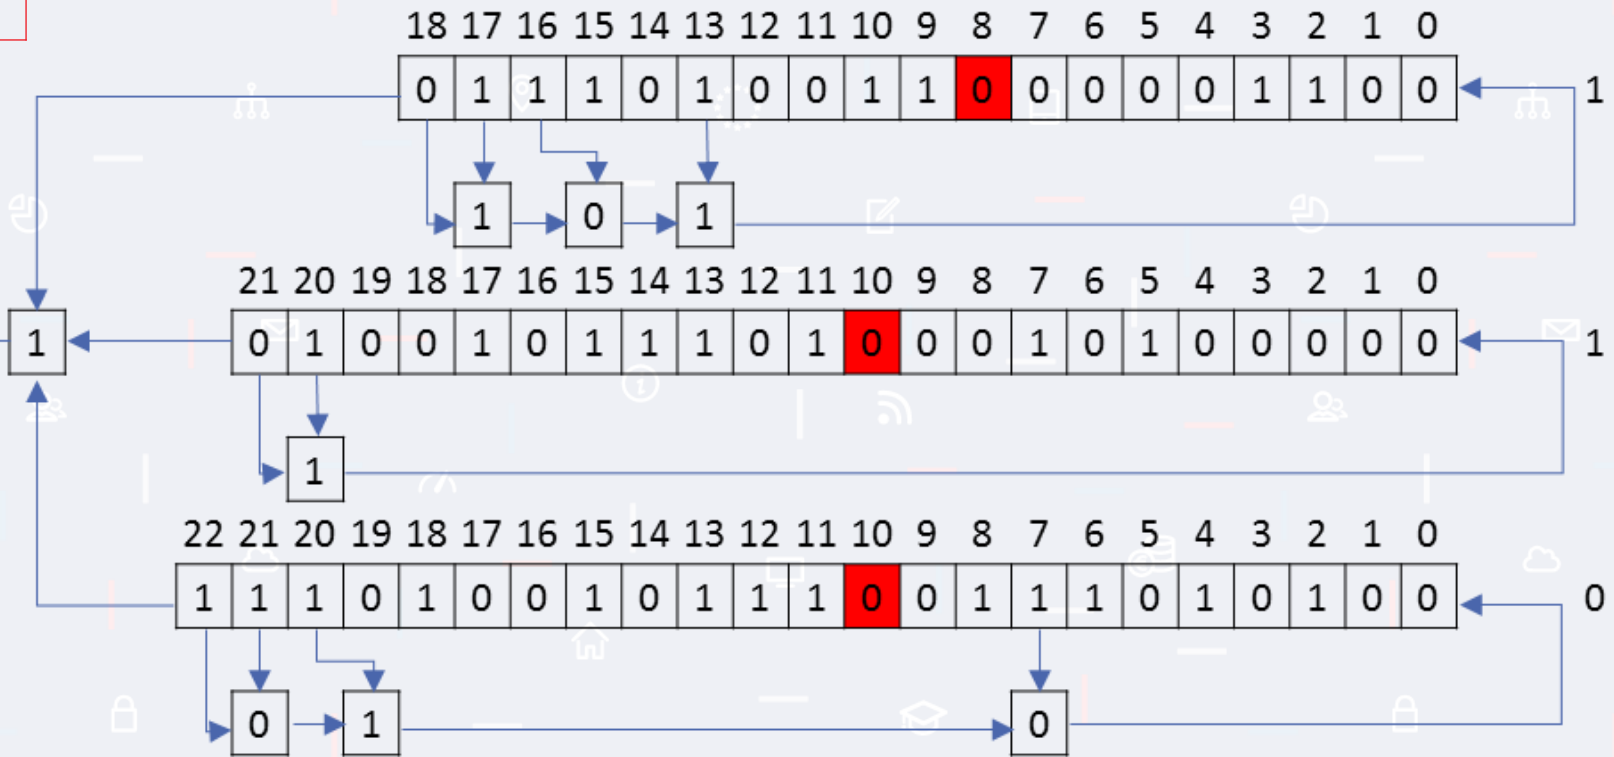 18 17 16 15 14 13 12 11 10 9 8 7 6 5 4 3 2 1 0
0 1 1 1 0 1 0 0 1 1 0 0 0 0 0 1 1 0 0 1
1 0 1
21 20 19 18 17 16 15 14 13 12 11 10 9 8 7 6 5 4 3 2 1 0
1 0 1 0 0 1 0 1 1 1 0 1 0 0 0 1 0 1 0 0 0 0 0 1
1
22 21 20 19 18 17 16 15 14 13 12 11 10 9 8 7 6 5 4 3 2 1 0
1 1 1 0 1 0 0 1 0 1 1 1 0 0 1 1 1 0 1 0 1 0 0 0
0 1 0